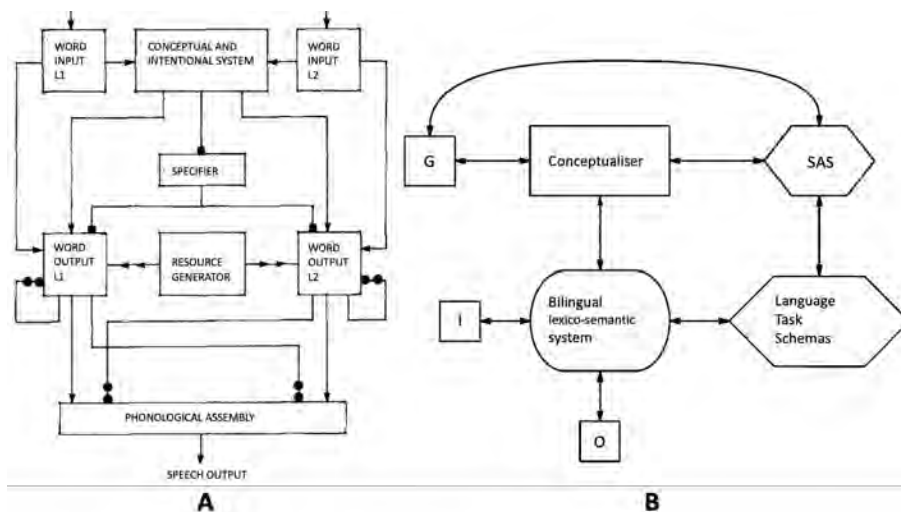 WORD
INPUT
L1
CONCEPTUAL AND
INTENTIONAL SYSTEM
WORD
INPUT
L2
SPECIFIER
WORD
OUTPUT
L1
RESOURCE
GENERATOR
WORD
OUTPUT
L2
PHONOLOGICAL ASSEMBLY
SPEECH OUTPUT
A
G
Conceptualiser
SAS
I
Bilingual
lexico-semantic
system
Language
Task
Schemas
O
B